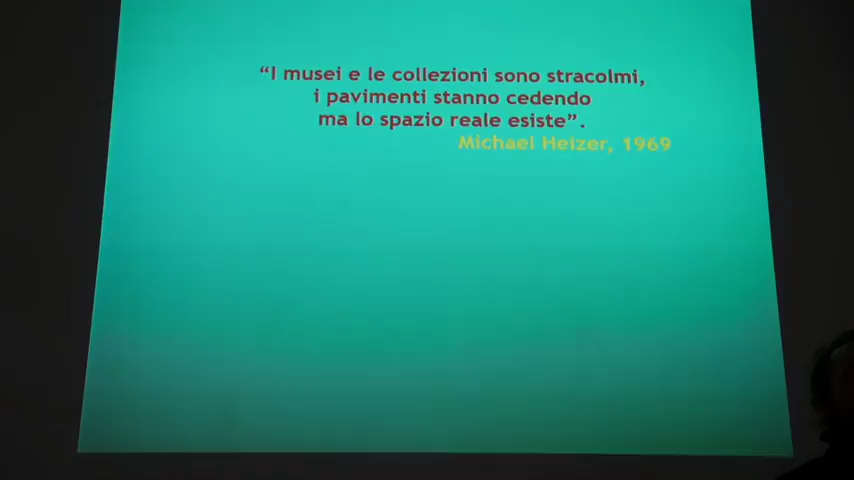 “I musei e le collezioni sono stracolmi,
i pavimenti stanno cedendo
ma lo spazio reale esiste”.
Michael Heizer, 1969